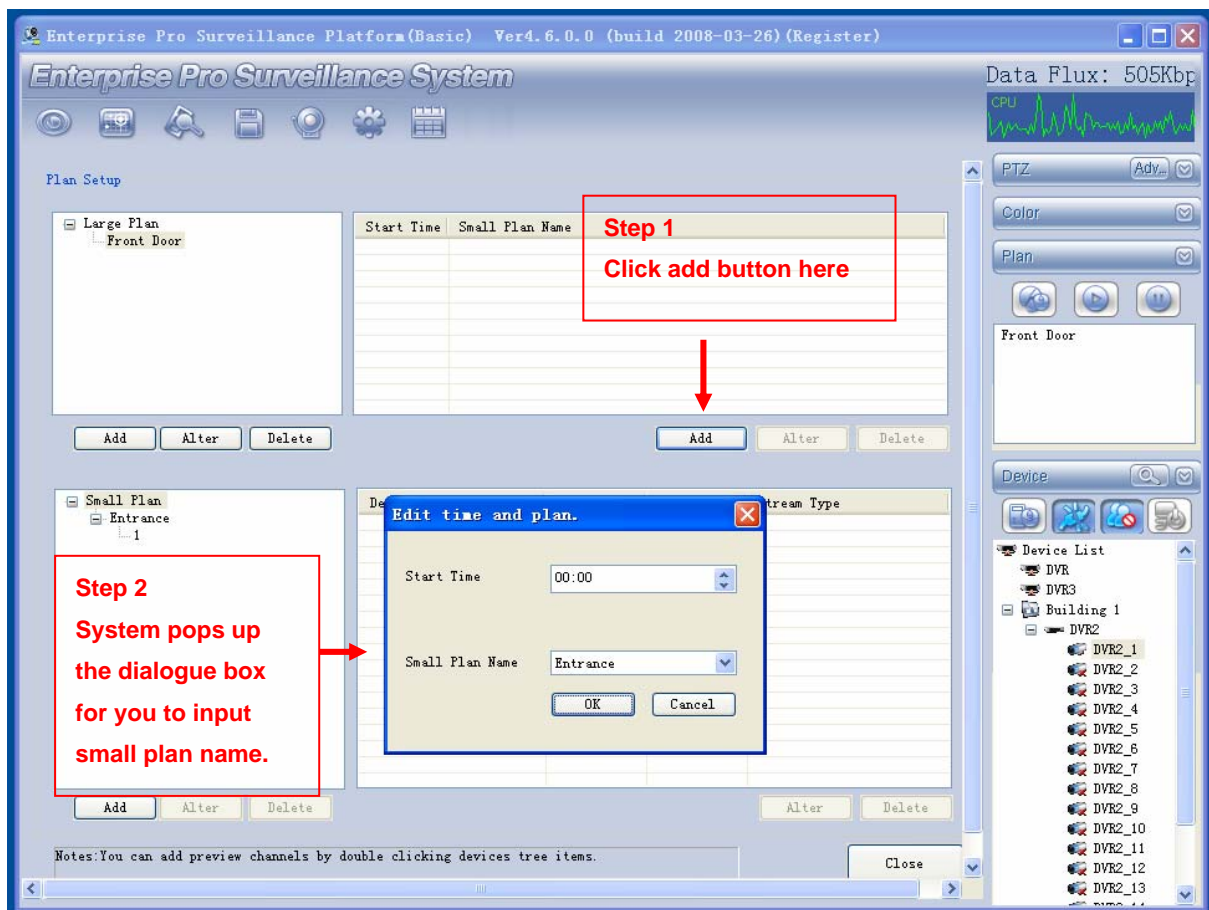 Enterprise Pro Surveillance Platform(Basic) Ver4.6.0.0 (build 2008-03-26)(Register)
Enterprise Pro Surveillance System
Data Flux: 505Kbp
CPU
Plan Setup
Large Plan
Front Door
Start Time Small Plan Name
Step 1
Click add button here
Add Alter Delete
Add Alter Delete
PTZ Adv...
Color
Plan
Front Door
Small Plan
Entrance
1
De
tream Type
Step 2
System pops up
the dialogue box
for you to input
small plan name.
Edit time and plan.
Start Time 00:00
Small Plan Name Entrance
OK Cancel
Add Alter Delete
Alter Delete
Notes:You can add preview channels by double clicking devices tree items.
Close
Device
Device List
DVR
DVR3
Building 1
DVR2
DVR2_1
DVR2_2
DVR2_3
DVR2_4
DVR2_5
DVR2_6
DVR2_7
DVR2_8
DVR2_9
DVR2_10
DVR2_11
DVR2_12
DVR2_13